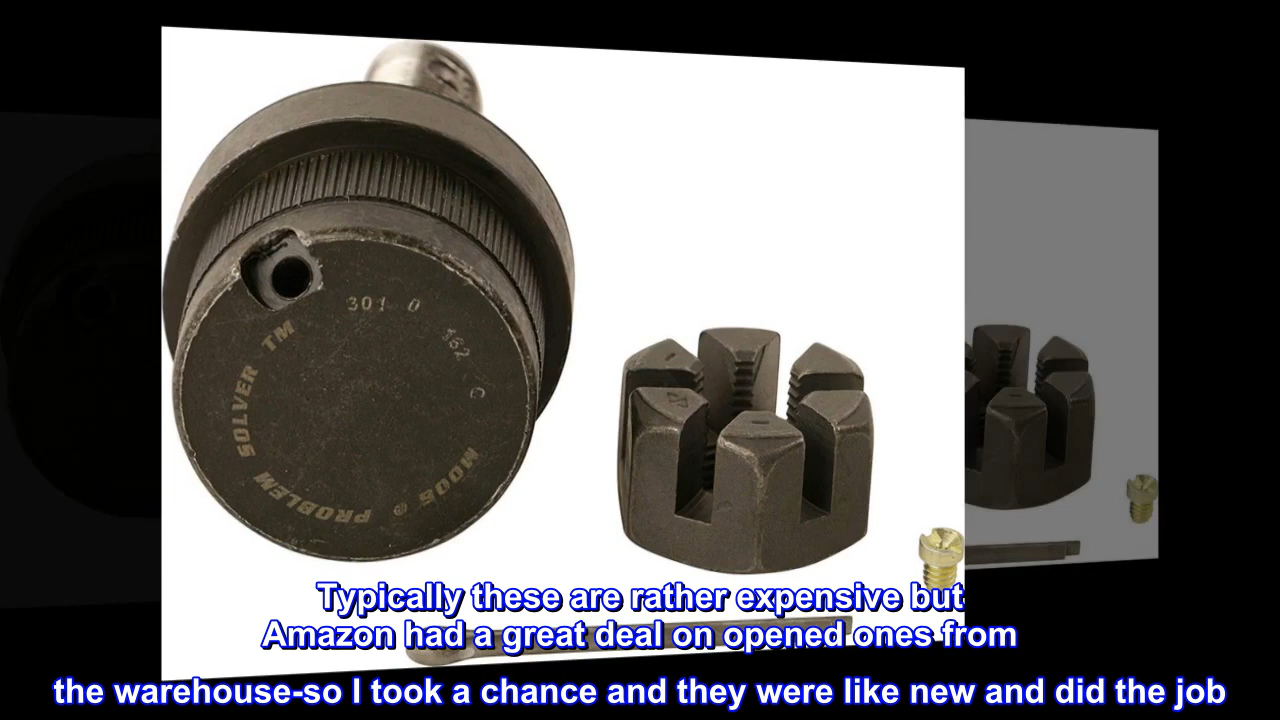 301 0
C
MOOG ® PROBLEM SOLVER TM
Typically these are rather expensive but
Amazon had a great deal on opened ones from
the warehouse-so I took a chance and they were like new and did the job